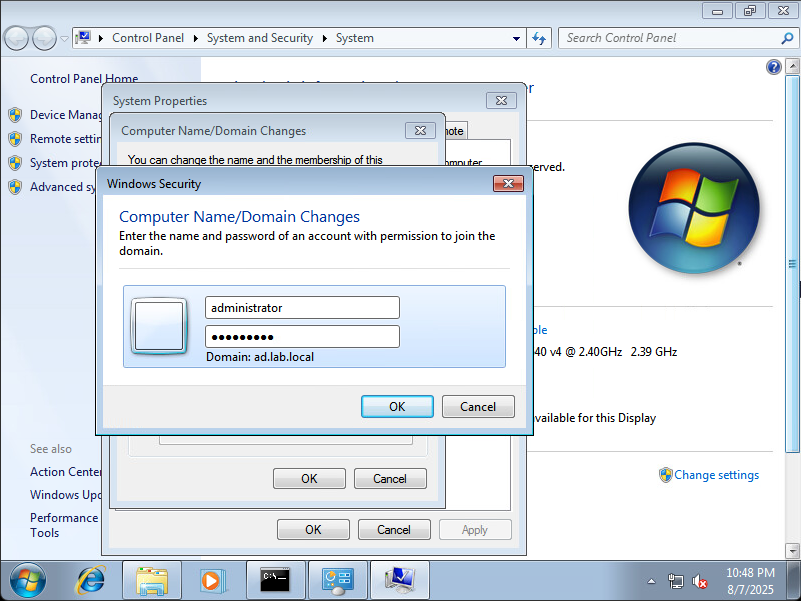 Control Panel
System and Security
System
Search Control Panel
Control Panel Home
Device Manag
Remote settin
System prote
Advanced sy
System Properties
Computer Name/Domain Changes
You can change the name and the membership of this
Windows Security
Computer Name/Domain Changes
Enter the name and password of an account with permission to join the
domain.
administrator
●●●●●●●●●
Domain: ad.lab.local
OK
Cancel
40 v4 @ 2.40GHz 2.39 GHz
vailable for this Display
See also
Action Center
Windows Upd
Performance
Tools
OK
Cancel
Change settings
OK
Cancel
Apply
C:\
10:48 PM
8/7/2025